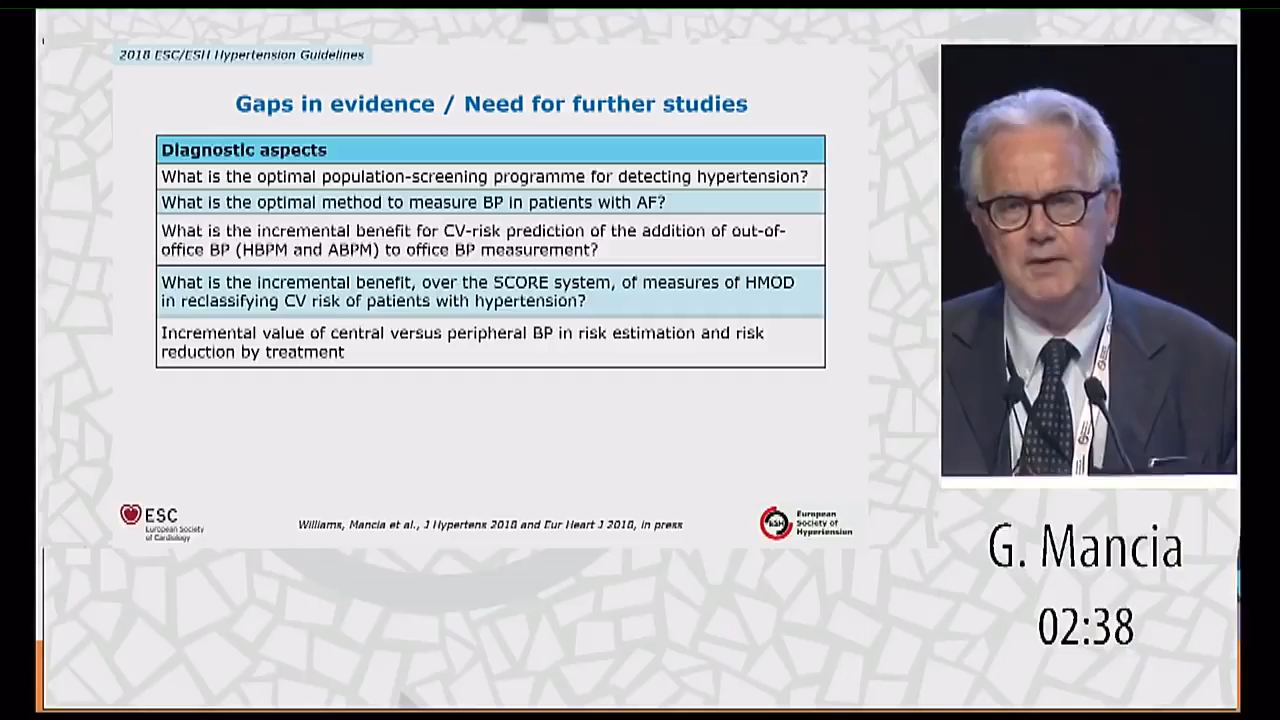 2018 ESC/ESH Hypertension Guidelines
Gaps in evidence / Need for further studies
Diagnostic aspects
What is the optimal population-screening programme for detecting hypertension?
What is the optimal method to measure BP in patients with AF?
What is the incremental benefit for CV-risk prediction of the addition of out-of-
office BP (HBPM and ABPM) to office BP measurement?
What is the incremental benefit, over the SCORE system, of measures of HMOD
in reclassifying CV risk of patients with hypertension?
Incremental value of central versus peripheral BP in risk estimation and risk
reduction by treatment
ESC
European Society
of Cardiology
Williams, Mancia et al., J Hypertens 2018 and Eur Heart J 2018, in press
ESH
European
Society of
Hypertension
G. Mancia
02:38